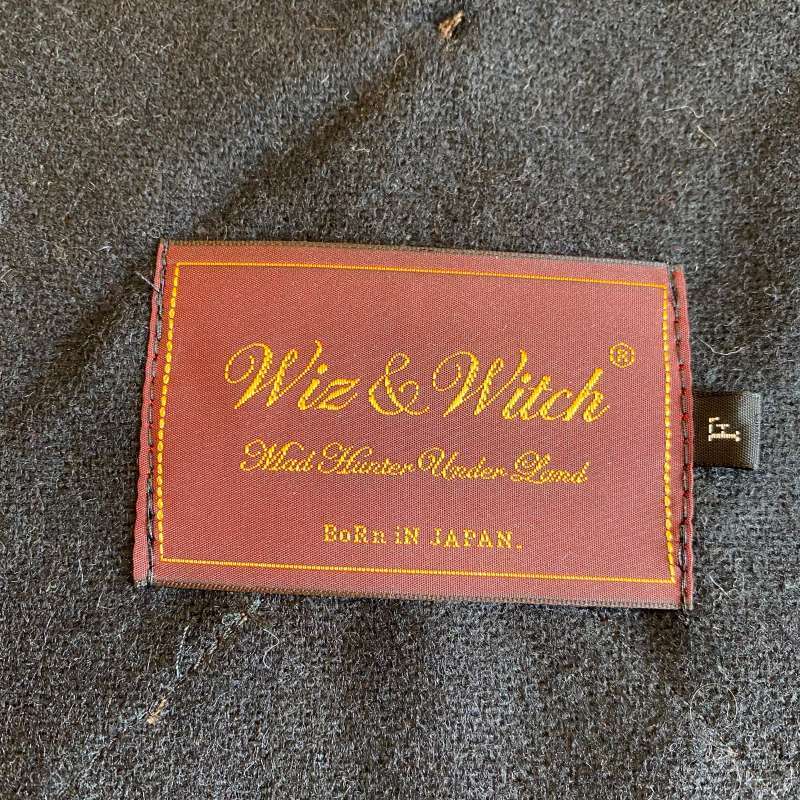 Wiz & Witch®
Mad Hunter Under Land
BoRn iN JAPAN.
F